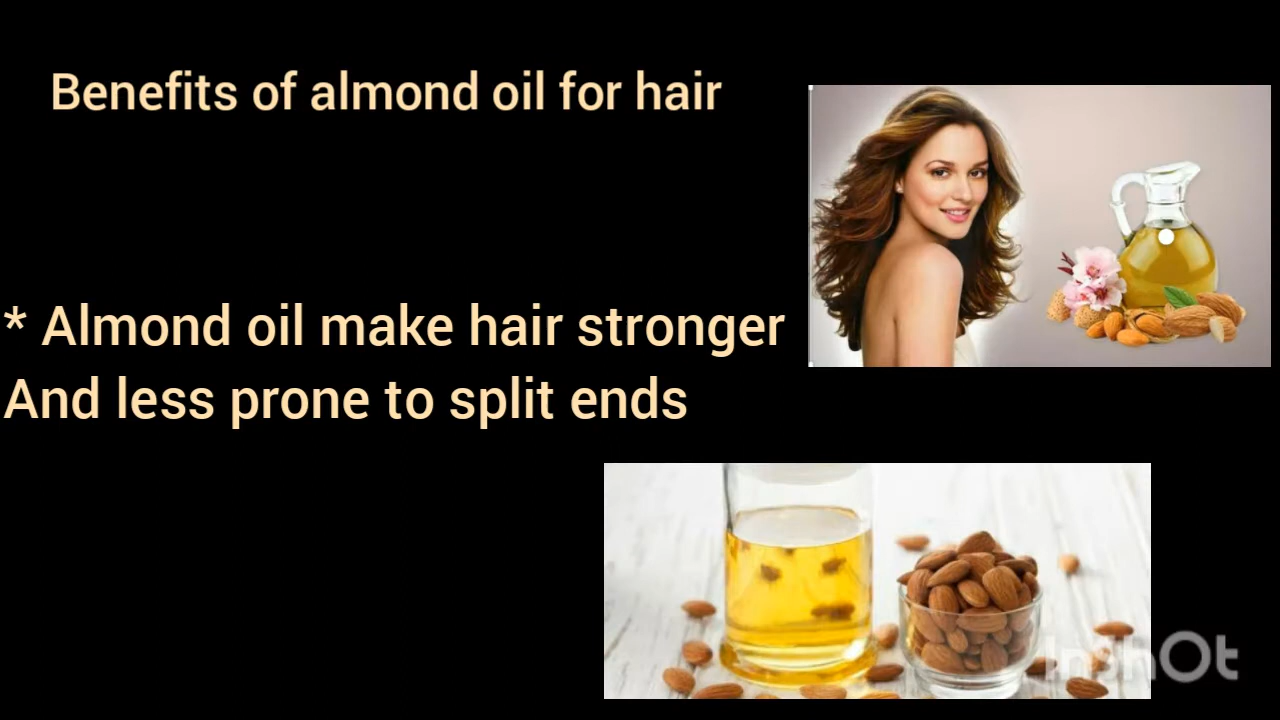 Benefits of almond oil for hair
* Almond oil make hair stronger
And less prone to split ends
InShOt